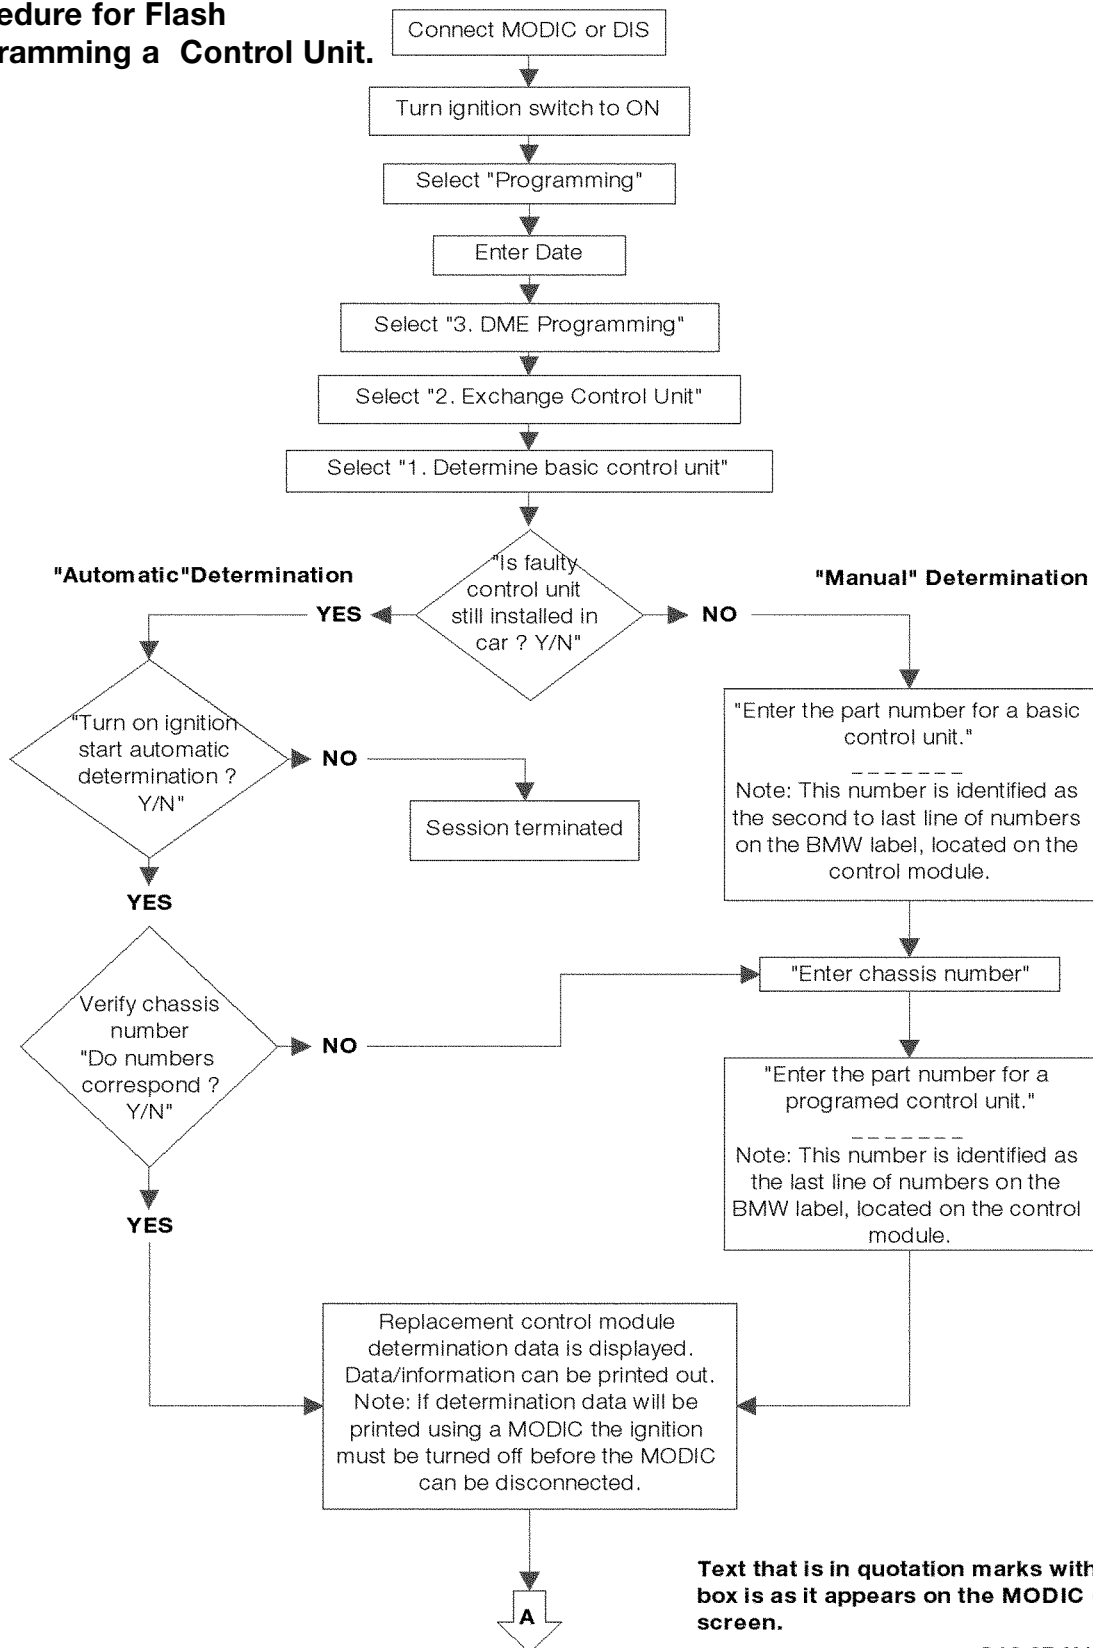 edure for Flash
ramming a Control Unit.
Connect MODIC or DIS
Turn ignition switch to ON
Select "Programming"
Enter Date
Select "3. DME Programming"
Select "2. Exchange Control Unit"
Select "1. Determine basic control unit"
"Is faulty
control unit
still installed in
car ? Y/N"
"Automatic"Determination
YES
"Manual" Determination
NO
"Turn on ignition
start automatic
determination ?
Y/N"
NO
Session terminated
YES
"Enter the part number for a basic
control unit."
_ _ _ _ _ _ _
Note: This number is identified as
the second to last line of numbers
on the BMW label, located on the
control module.
Verify chassis
number
"Do numbers
correspond ?
Y/N"
NO
"Enter chassis number"
YES
"Enter the part number for a
programed control unit."
_ _ _ _ _ _ _
Note: This number is identified as
the last line of numbers on the
BMW label, located on the control
module.
Replacement control module
determination data is displayed.
Data/information can be printed out.
Note: If determination data will be
printed using a MODIC the ignition
must be turned off before the MODIC
can be disconnected.
A
Text that is in quotation marks with
box is as it appears on the MODIC
screen.